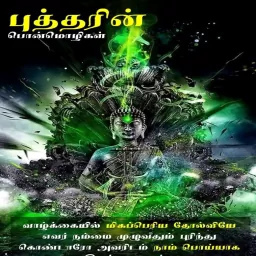 புத்தரின்
பொன்மொழிகள்
வாழ்க்கையில் மிகப்பெரிய தோல்வியே
எவர் நம்மை முழுவதும் புரிந்து
கொண்டாரோ அவரிடம் நாம் பொய்யாக